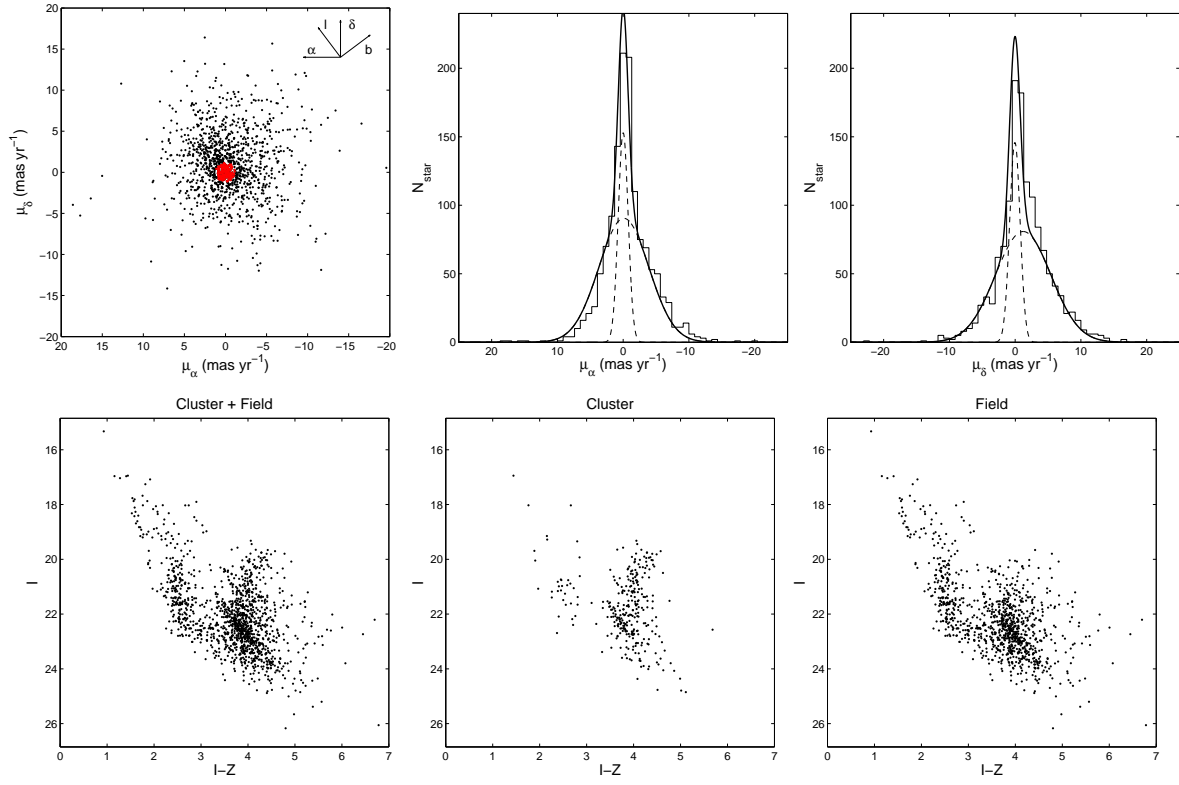 20
15
10
5
0
−5
−10
−15
−20
20 15 10 5 0 −5 −10 −15 −20
μδ (mas yr⁻¹)
μα (mas yr⁻¹)
l
δ
α
b
200
150
100
50
0
20 10 0 -10 -20
N_star
μα (mas yr⁻¹)
200
150
100
50
0
-20 -10 0 10 20
N_star
μδ (mas yr⁻¹)
Cluster + Field
16
18
20
22
24
26
0 1 2 3 4 5 6 7
I
I−Z
Cluster
16
18
20
22
24
26
0 1 2 3 4 5 6 7
I
I−Z
Field
16
18
20
22
24
26
0 1 2 3 4 5 6 7
I
I−Z